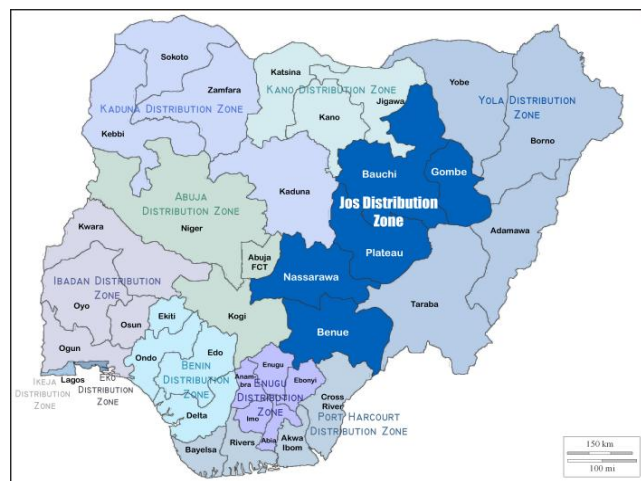 Sokoto
Zamfara
KADUNA DISTRIBUTION ZONE
Kebbi
Katsina
KANO DISTRIBUTION ZONE
Jigawa
Kano
Yobe
YOLA DISTRIBUTION
ZONE
Borno
Bauchi
Gombe
Jos Distribution
Zone
Kaduna
ABUJA
DISTRIBUTION ZONE
Niger
Plateau
Adamawa
Kwara
Abuja
FCT
Nassarawa
IBADAN DISTRIBUTION
ZONE
Oyo
Osun
Ogun
Ekiti
Kogi
Benue
Taraba
Ondo
Edo
BENIN
DISTRIBUTION
ZONE
Delta
Enugu
Anam-
bra
Ebonyi
ENUGU
DISTRIBUTION
ZONE
Imo
Abia
Cross
River
PORT HARCOURT
DISTRIBUTION ZONE
Lagos
IKEJA
DISTRIBUTION
ZONE
EKO
DISTRIBUTION
ZONE
Bayelsa
Rivers
Akwa
Ibom
150 km
100 mi